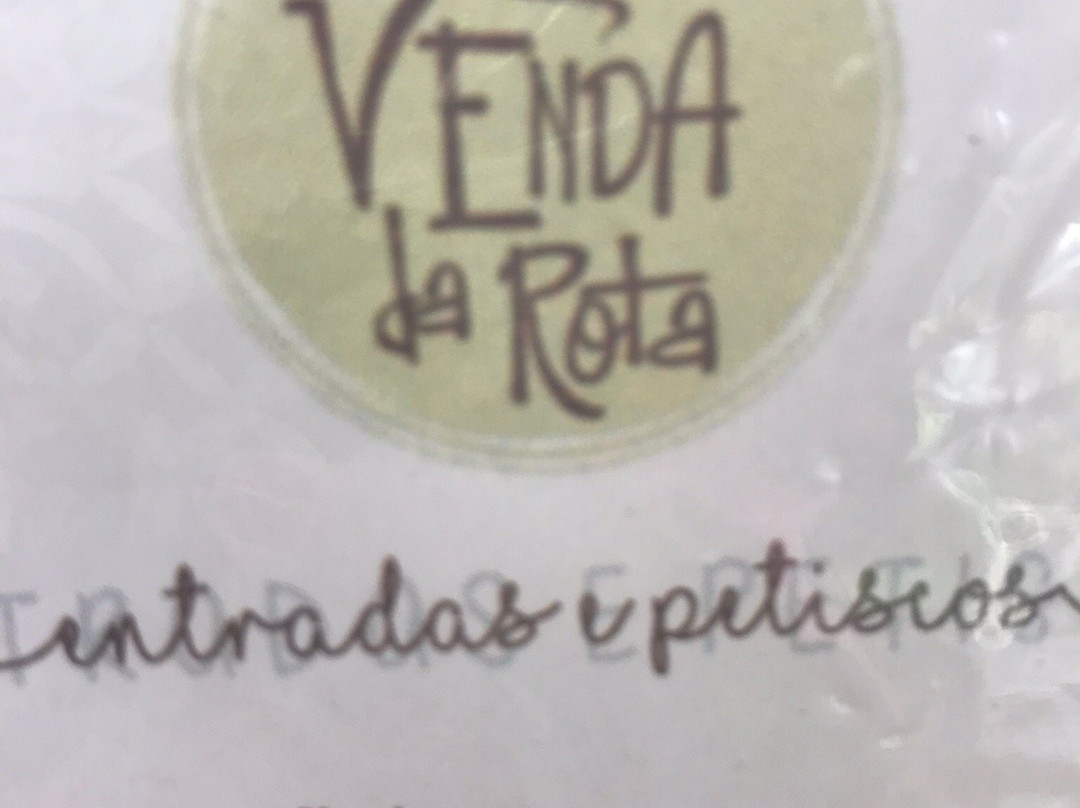 VENDA
da Rota
entradas e petiscos